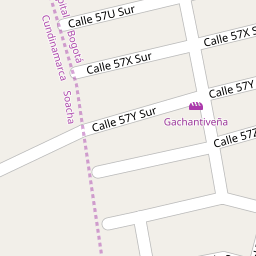 Calle 57U Sur
Calle 57X Sur
Calle 57X S
Calle 57Y Sur
Calle 57Y
Gachantiveña
Calle 57Z
pital Bogotá
Cundinamarca
Soacha